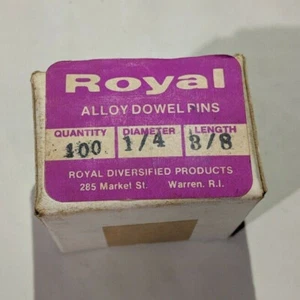 Royal
ALLOY DOWEL PINS
QUANTITY DIAMETER LENGTH
100 1/4 3/8
ROYAL DIVERSIFIED PRODUCTS
285 Market St. Warren, R.I.